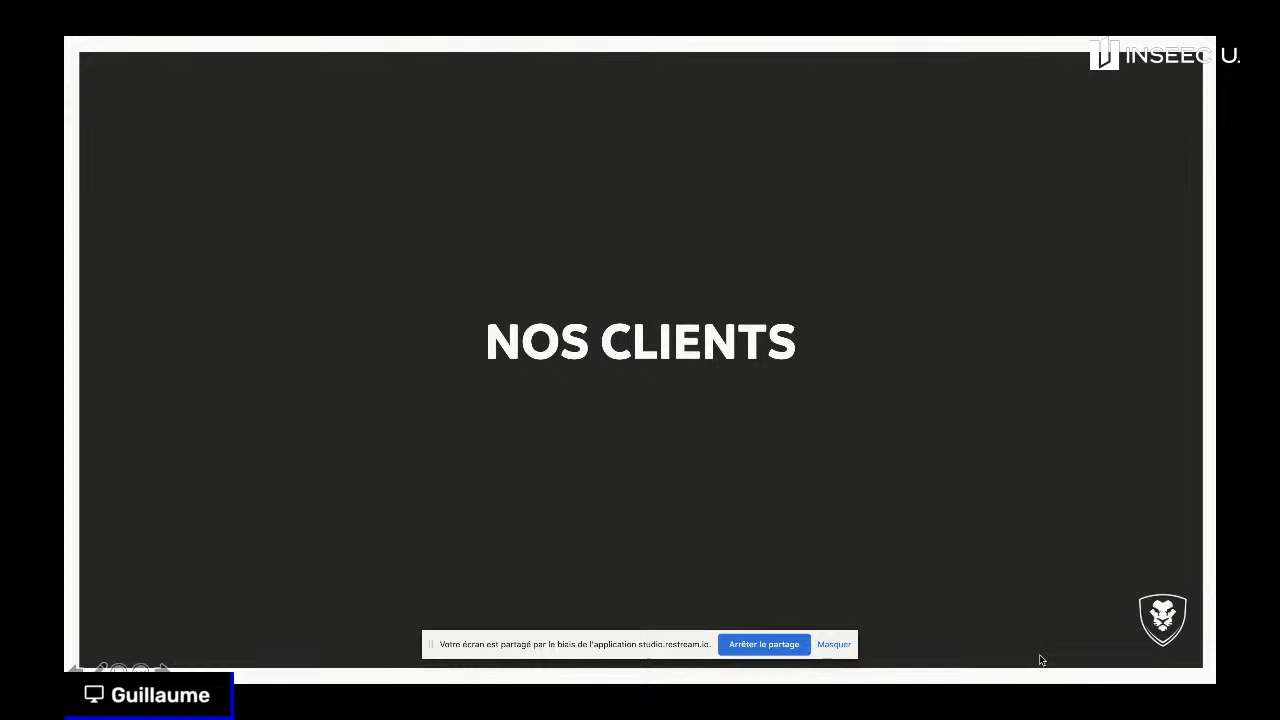 INSEEC U.
NOS CLIENTS
Votre écran est partagé par le biais de l'application studio.restream.io.
Arrêter le partage
Masquer
Guillaume